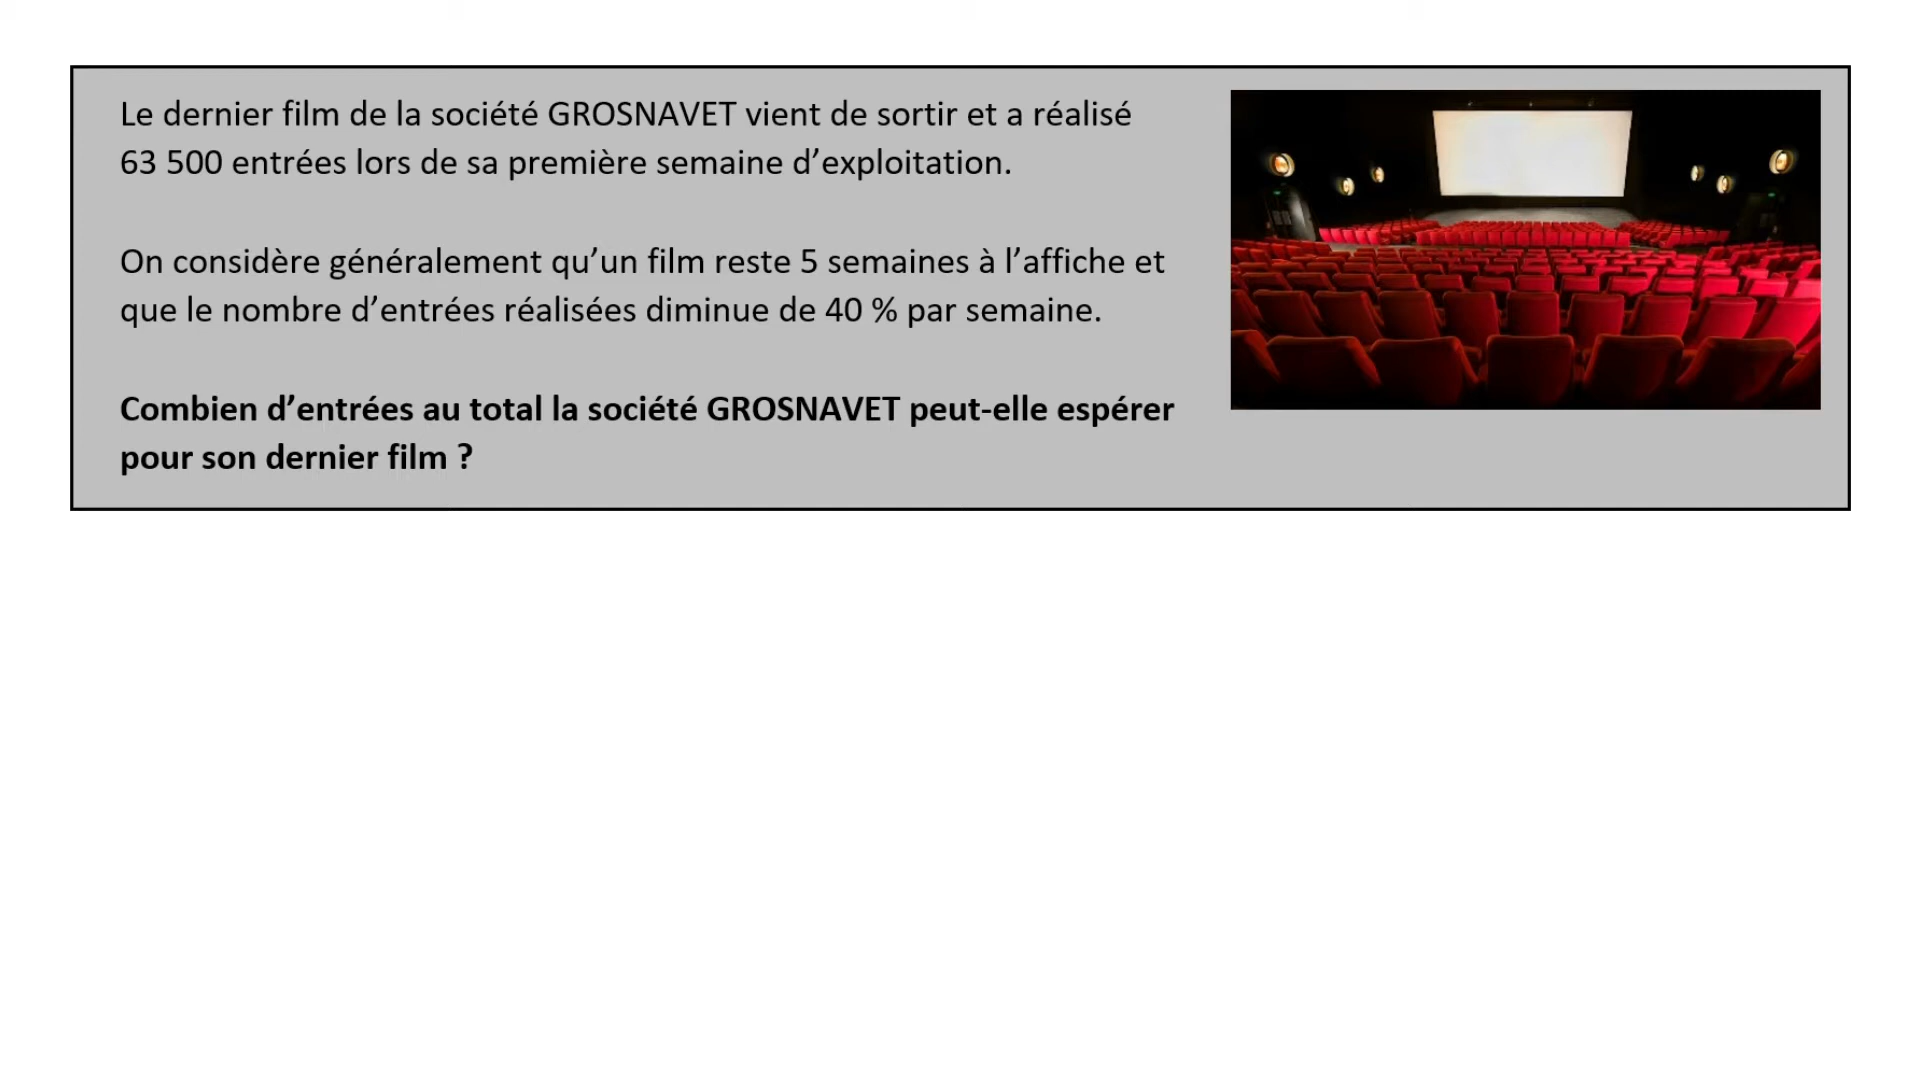 Le dernier film de la société GROSNAVET vient de sortir et a réalisé
63 500 entrées lors de sa première semaine d’exploitation.
On considère généralement qu’un film reste 5 semaines à l’affiche et
que le nombre d’entrées réalisées diminue de 40 % par semaine.
Combien d’entrées au total la société GROSNAVET peut-elle espérer
pour son dernier film ?